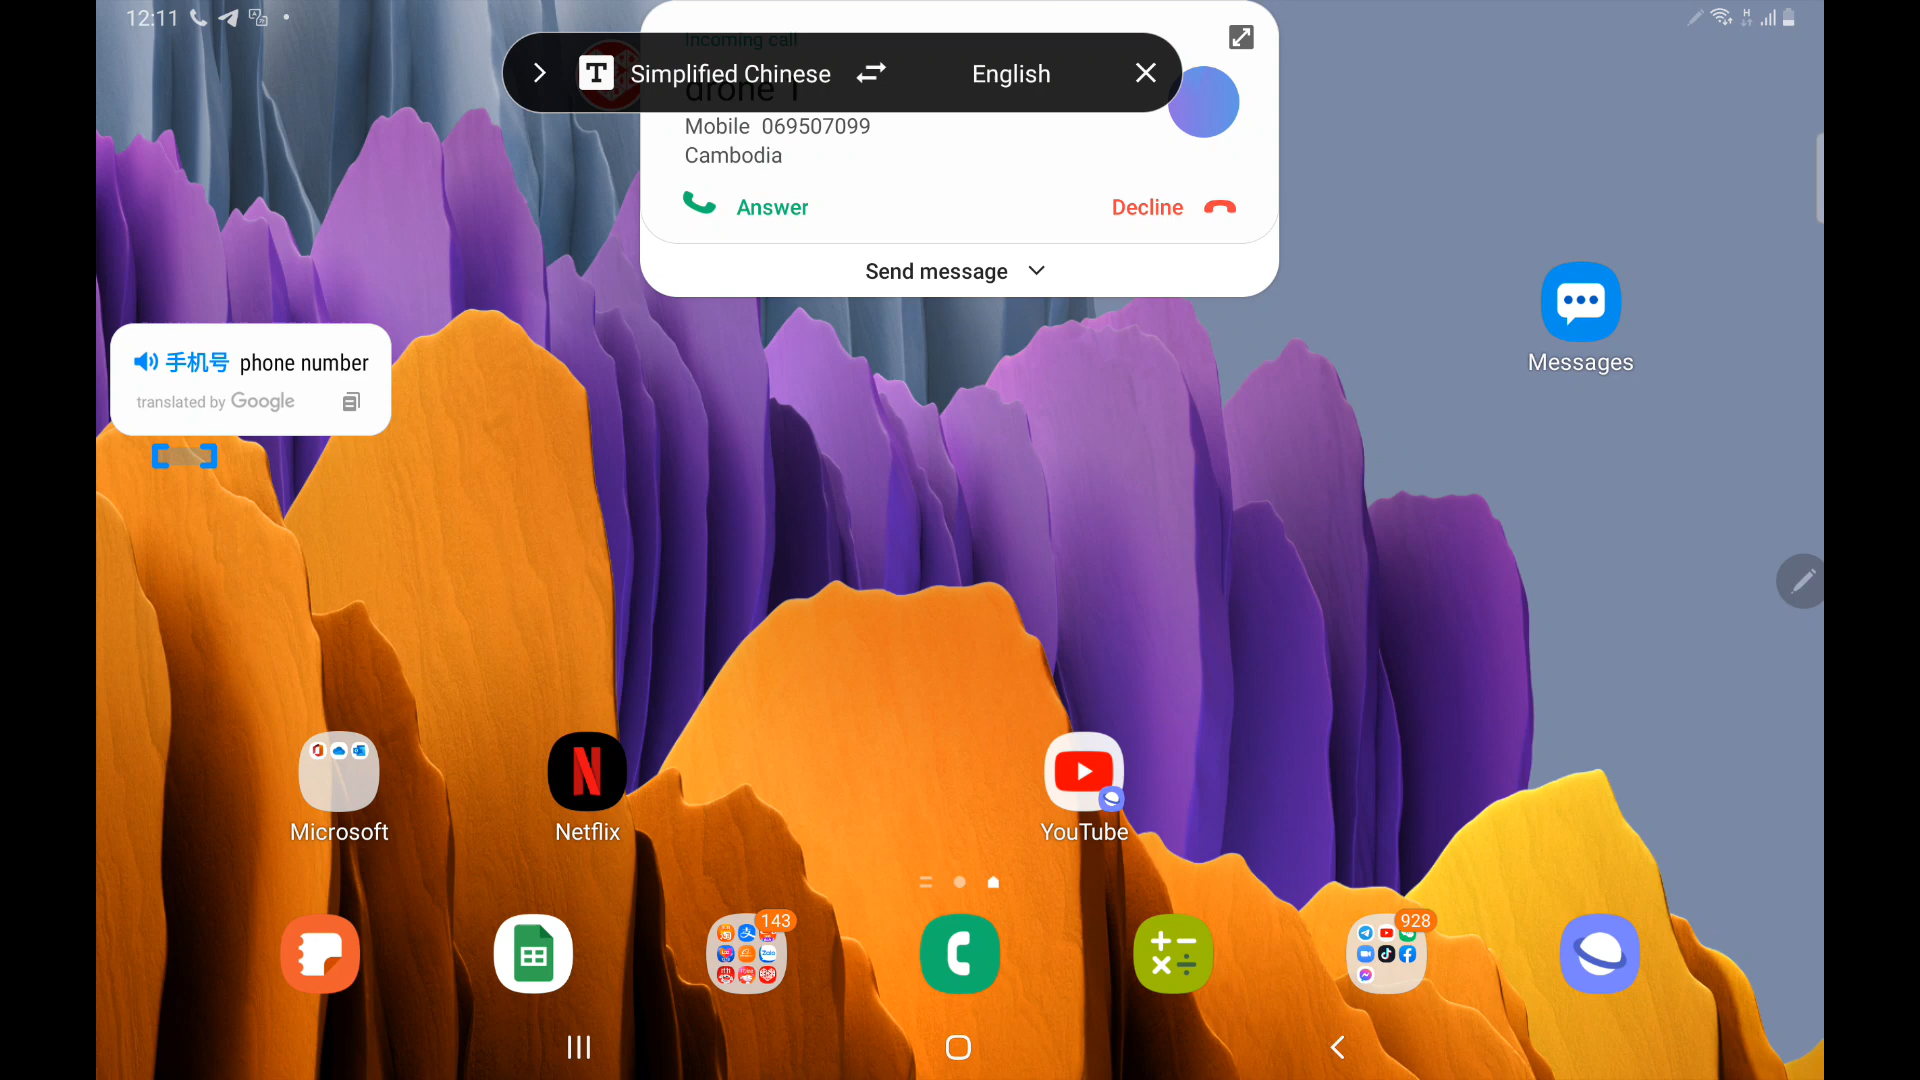 12:11
Incoming call
T Simplified Chinese English
drone 1
Mobile 069507099
Cambodia
Answer Decline
Send message
手机号 phone number
translated by Google
Messages
Microsoft
Netflix
YouTube
143
928